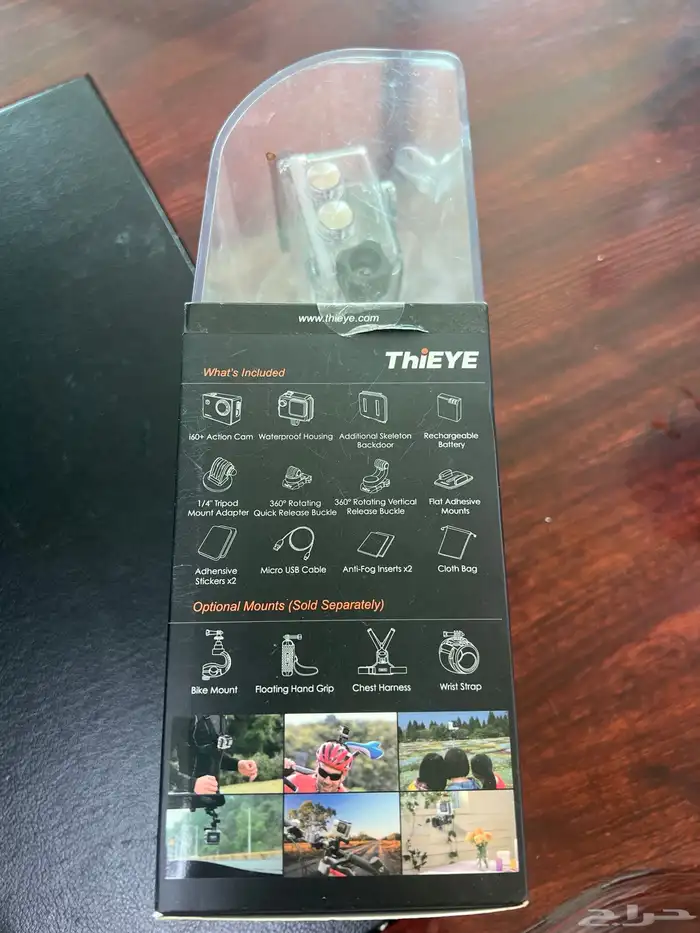 www.thieye.com
ThiEYE
What's Included
i60+ Action Cam
Waterproof Housing
Additional Skeleton
Backdoor
Rechargeable
Battery
1/4" Tripod
Mount Adapter
360° Rotating
Quick Release Buckle
360° Rotating Vertical
Release Buckle
Flat Adhesive
Mounts
Adhensive
Stickers x2
Micro USB Cable
Anti-Fog Inserts x2
Cloth Bag
Optional Mounts (Sold Separately)
Bike Mount
Floating Hand Grip
Chest Harness
Wrist Strap
حراج